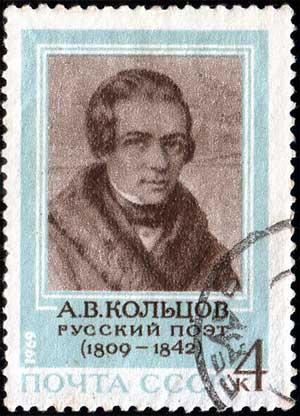 А.В.КОЛЬЦОВ
РУССКИЙ ПОЭТ
(1809–1842)
1969
ПОЧТА СССР
4
к